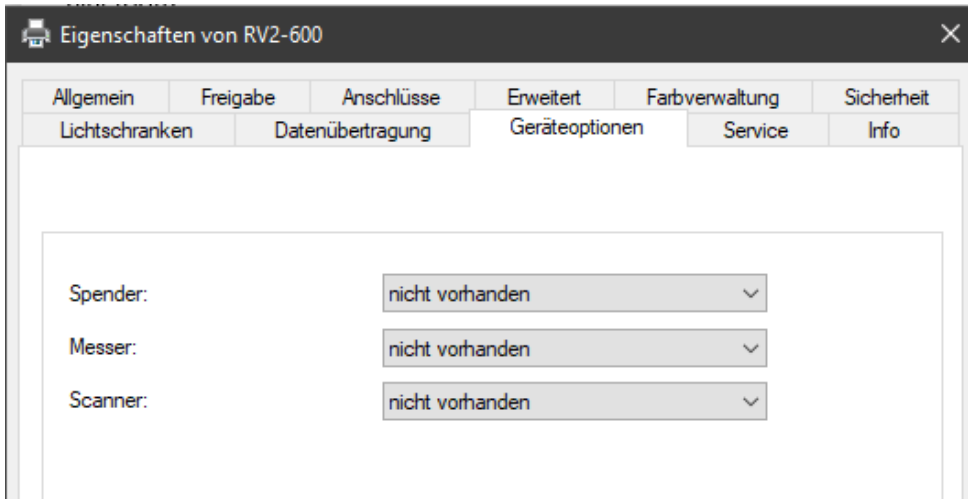 Eigenschaften von RV2-600
Allgemein Freigabe Anschlüsse Erweitert Farbverwaltung Sicherheit
Lichtschranken Datenübertragung Geräteoptionen Service Info
Spender: nicht vorhanden
Messer: nicht vorhanden
Scanner: nicht vorhanden